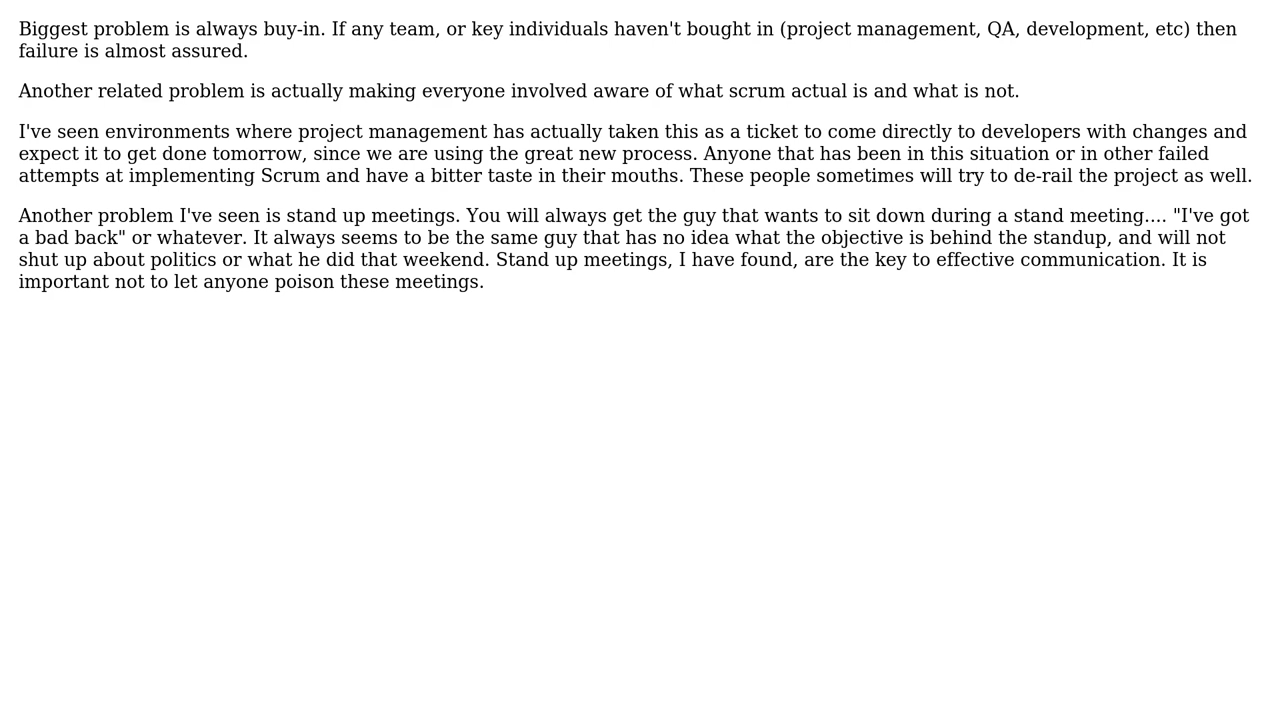 Biggest problem is always buy-in. If any team, or key individuals haven't bought in (project management, QA, development, etc) then
failure is almost assured.
Another related problem is actually making everyone involved aware of what scrum actual is and what is not.
I've seen environments where project management has actually taken this as a ticket to come directly to developers with changes and
expect it to get done tomorrow, since we are using the great new process. Anyone that has been in this situation or in other failed
attempts at implementing Scrum and have a bitter taste in their mouths. These people sometimes will try to de-rail the project as well.
Another problem I've seen is stand up meetings. You will always get the guy that wants to sit down during a stand meeting.... "I've got
a bad back" or whatever. It always seems to be the same guy that has no idea what the objective is behind the standup, and will not
shut up about politics or what he did that weekend. Stand up meetings, I have found, are the key to effective communication. It is
important not to let anyone poison these meetings.